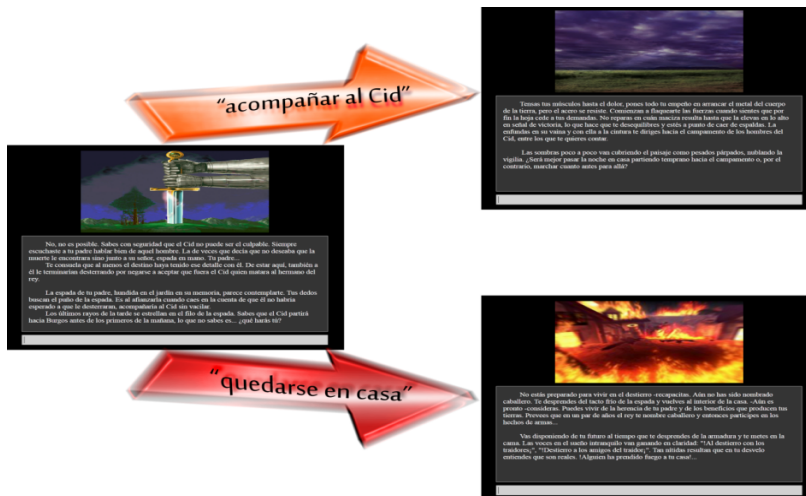 “acompañar al Cid”
Tensas tus músculos hasta el dolor, pones todo tu empeño en arrancar el metal del cuerpo
de la tierra, pero el acero se resiste. Comienzan a flaquearte las fuerzas cuando sientes que por
fin la hoja cede a tus demandas. No reparas en cuán maciza resulta hasta que la elevas en lo alto
en señal de victoria, lo que hace que te desequilibres y estés a punto de caer de espaldas. La
enfundas en su vaina y con ella a la cintura te diriges hacia el campamento de los hombres del
Cid, entre los que te quieres contar.
Las sombras poco a poco van cubriendo el paisaje como pesados párpados, nublando la
vigilia. ¿Será mejor pasar la noche en casa partiendo temprano hacia el campamento o, por el
contrario, marchar cuanto antes para allá?
No, no es posible. Sabes con seguridad que el Cid no puede ser el culpable. Siempre
escuchaste a tu padre hablar bien de aquel hombre. La de veces que decía que no deseaba que la
muerte le encontrara sino junto a su señor, espada en mano. Tu padre...
Te consuela que al menos el destino haya tenido ese detalle con él. De estar aquí, también a
él le terminarían desterrando por negarse a aceptar que fuera el Cid quien matara al hermano del
rey.
La espada de tu padre, hundida en el jardín en su memoria, parece contemplarte. Tus dedos
buscan el puño de la espada. Es al afianzarla cuando caes en la cuenta de que él no habría
esperado a que le desterraran, acompañaría al Cid sin vacilar.
Los últimos rayos de la tarde se estrellan en el filo de la espada. Sabes que el Cid partirá
hacia Burgos antes de los primeros de la mañana, lo que no sabes es... ¿qué harás tú?
“quedarse en casa”
No estás preparado para vivir en el destierro -recapacitas. Aún no has sido nombrado
caballero. Te desprendes del tacto frío de la espada y vuelves al interior de la casa. -Aún es
pronto -consideras. Puedes vivir de la herencia de tu padre y de los beneficios que producen tus
tierras. Prevees que en un par de años el rey te nombre caballero y entonces participes en los
hechos de armas...
Vas disponiendo de tu futuro al tiempo que te desprendes de la armadura y te metes en la
cama. Las voces en el sueño intranquilo van ganando en claridad: "!Al destierro con los
traidores¡", "!Destierro a los amigos del traidor¡". Tan nítidas resultan que en tu desvelo
entiendes que son reales. !Alguien ha prendido fuego a tu casa!...